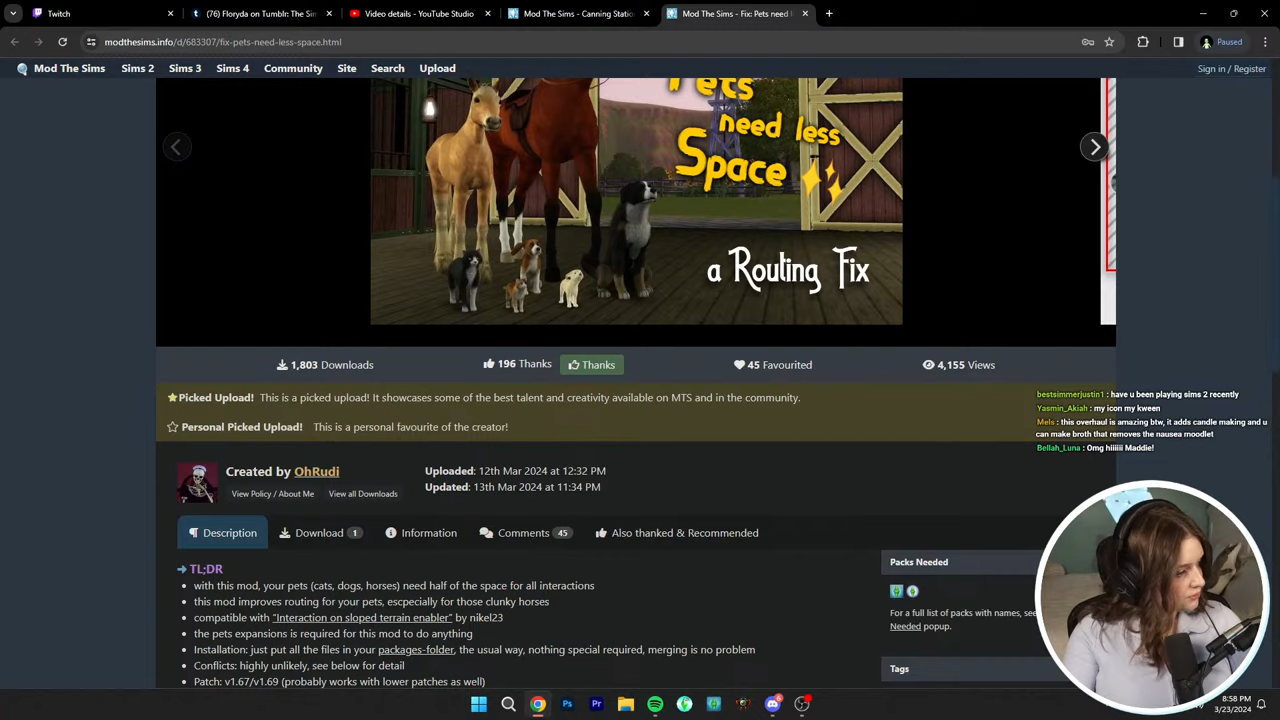 Twitch
(76) Floryda on Tumblr: The Sim
Video details - YouTube Studio
Mod The Sims - Canning Statio
Mod The Sims - Fix: Pets need l
modthesims.info/d/683307/fix-pets-need-less-space.html
Paused
Mod The Sims
Sims 2
Sims 3
Sims 4
Community
Site
Search
Upload
Sign in / Register
Pets
need less
Space
a Routing Fix
1,803 Downloads
196 Thanks
Thanks
45 Favourited
4,155 Views
Picked Upload! This is a picked upload! It showcases some of the best talent and creativity available on MTS and in the community.
Personal Picked Upload! This is a personal favourite of the creator!
bestsimmerjustin1 : have u been playing sims 2 recently
Yasmin_Akiah : my icon my kween
Mels : this overhaul is amazing btw, it adds candle making and u
can make broth that removes the nausea moodlet
Bellah_Luna : Omg hiiiiii Maddie!
Created by OhRudi
View Policy / About Me
View all Downloads
Uploaded: 12th Mar 2024 at 12:32 PM
Updated: 13th Mar 2024 at 11:34 PM
Description
Download 1
Information
Comments 45
Also thanked & Recommended
TL;DR
with this mod, your pets (cats, dogs, horses) need half of the space for all interactions
this mod improves routing for your pets, escpecially for those clunky horses
compatible with "Interaction on sloped terrain enabler" by nikel23
the pets expansions is required for this mod to do anything
Installation: just put all the files in your packages-folder, the usual way, nothing special required, merging is no problem
Conflicts: highly unlikely, see below for detail
Patch: v1.67/v1.69 (probably works with lower patches as well)
Packs Needed
For a full list of packs with names, see
Needed popup.
Tags
8:58 PM
3/23/2024